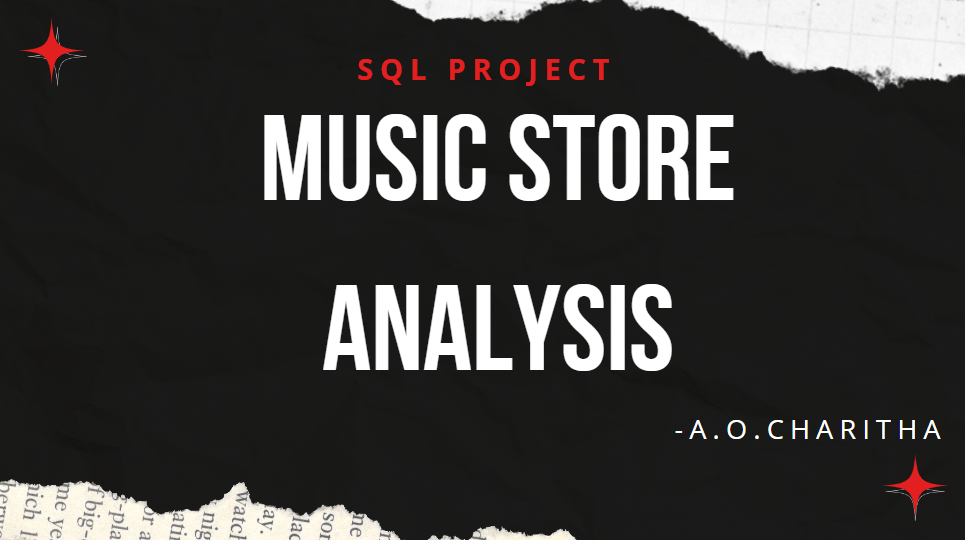 SQL PROJECT
MUSIC STORE
ANALYSIS
-A.O.CHARITHA